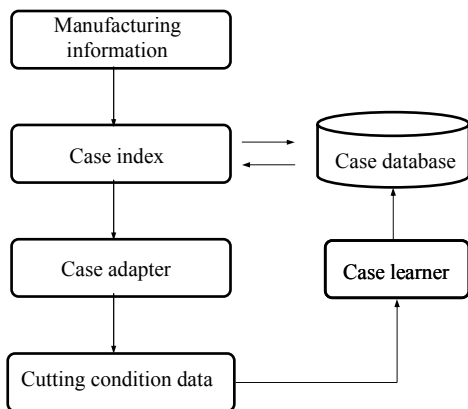 Manufacturing
information
Case index
Case database
Case adapter
Case learner
Cutting condition data